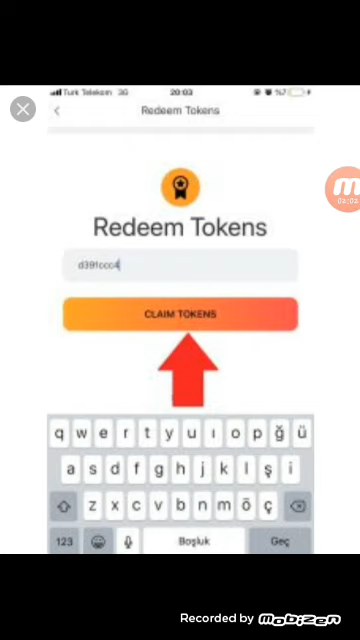 Turk Telekom 3G 20:03 %7
Redeem Tokens
Redeem Tokens
d391ccc4
CLAIM TOKENS
q w e r t y u ı o p ğ ü
a s d f g h j k l ş i
z x c v b n m ö ç
123 Boşluk Geç
Recorded by mobizen